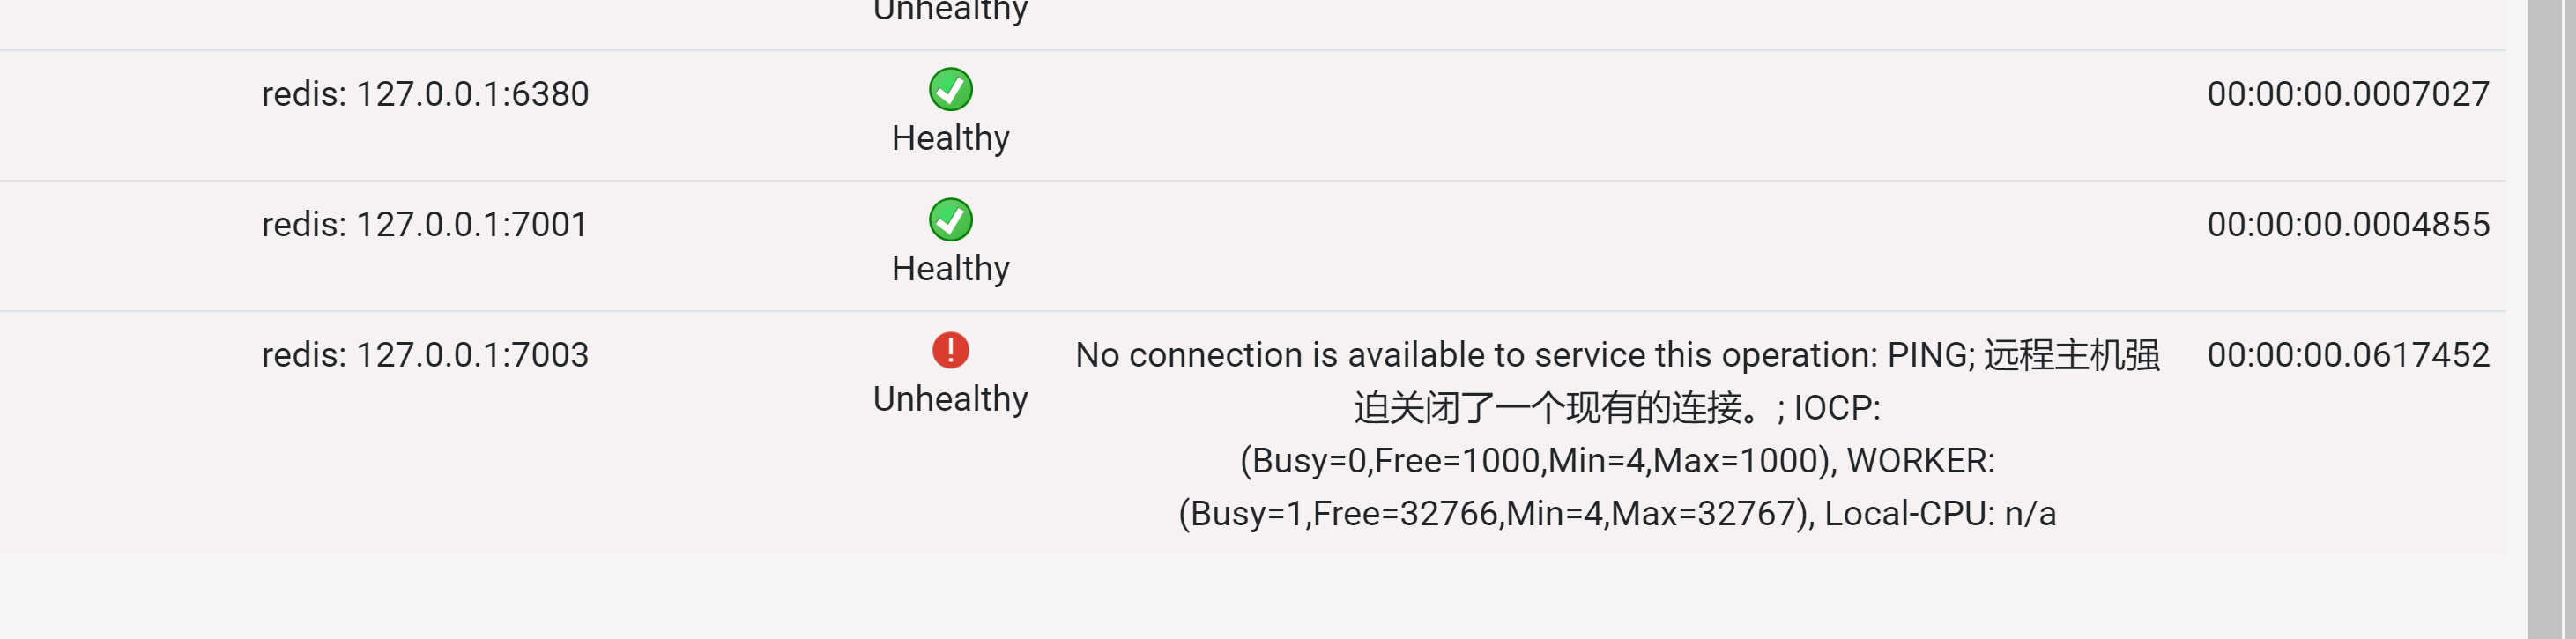 Unhealthy
redis: 127.0.0.1:6380
Healthy
00:00:00.0007027
redis: 127.0.0.1:7001
Healthy
00:00:00.0004855
redis: 127.0.0.1:7003
Unhealthy
No connection is available to service this operation: PING; 远程主机强
迫关闭了一个现有的连接。; IOCP:
(Busy=0,Free=1000,Min=4,Max=1000), WORKER:
(Busy=1,Free=32766,Min=4,Max=32767), Local-CPU: n/a
00:00:00.0617452